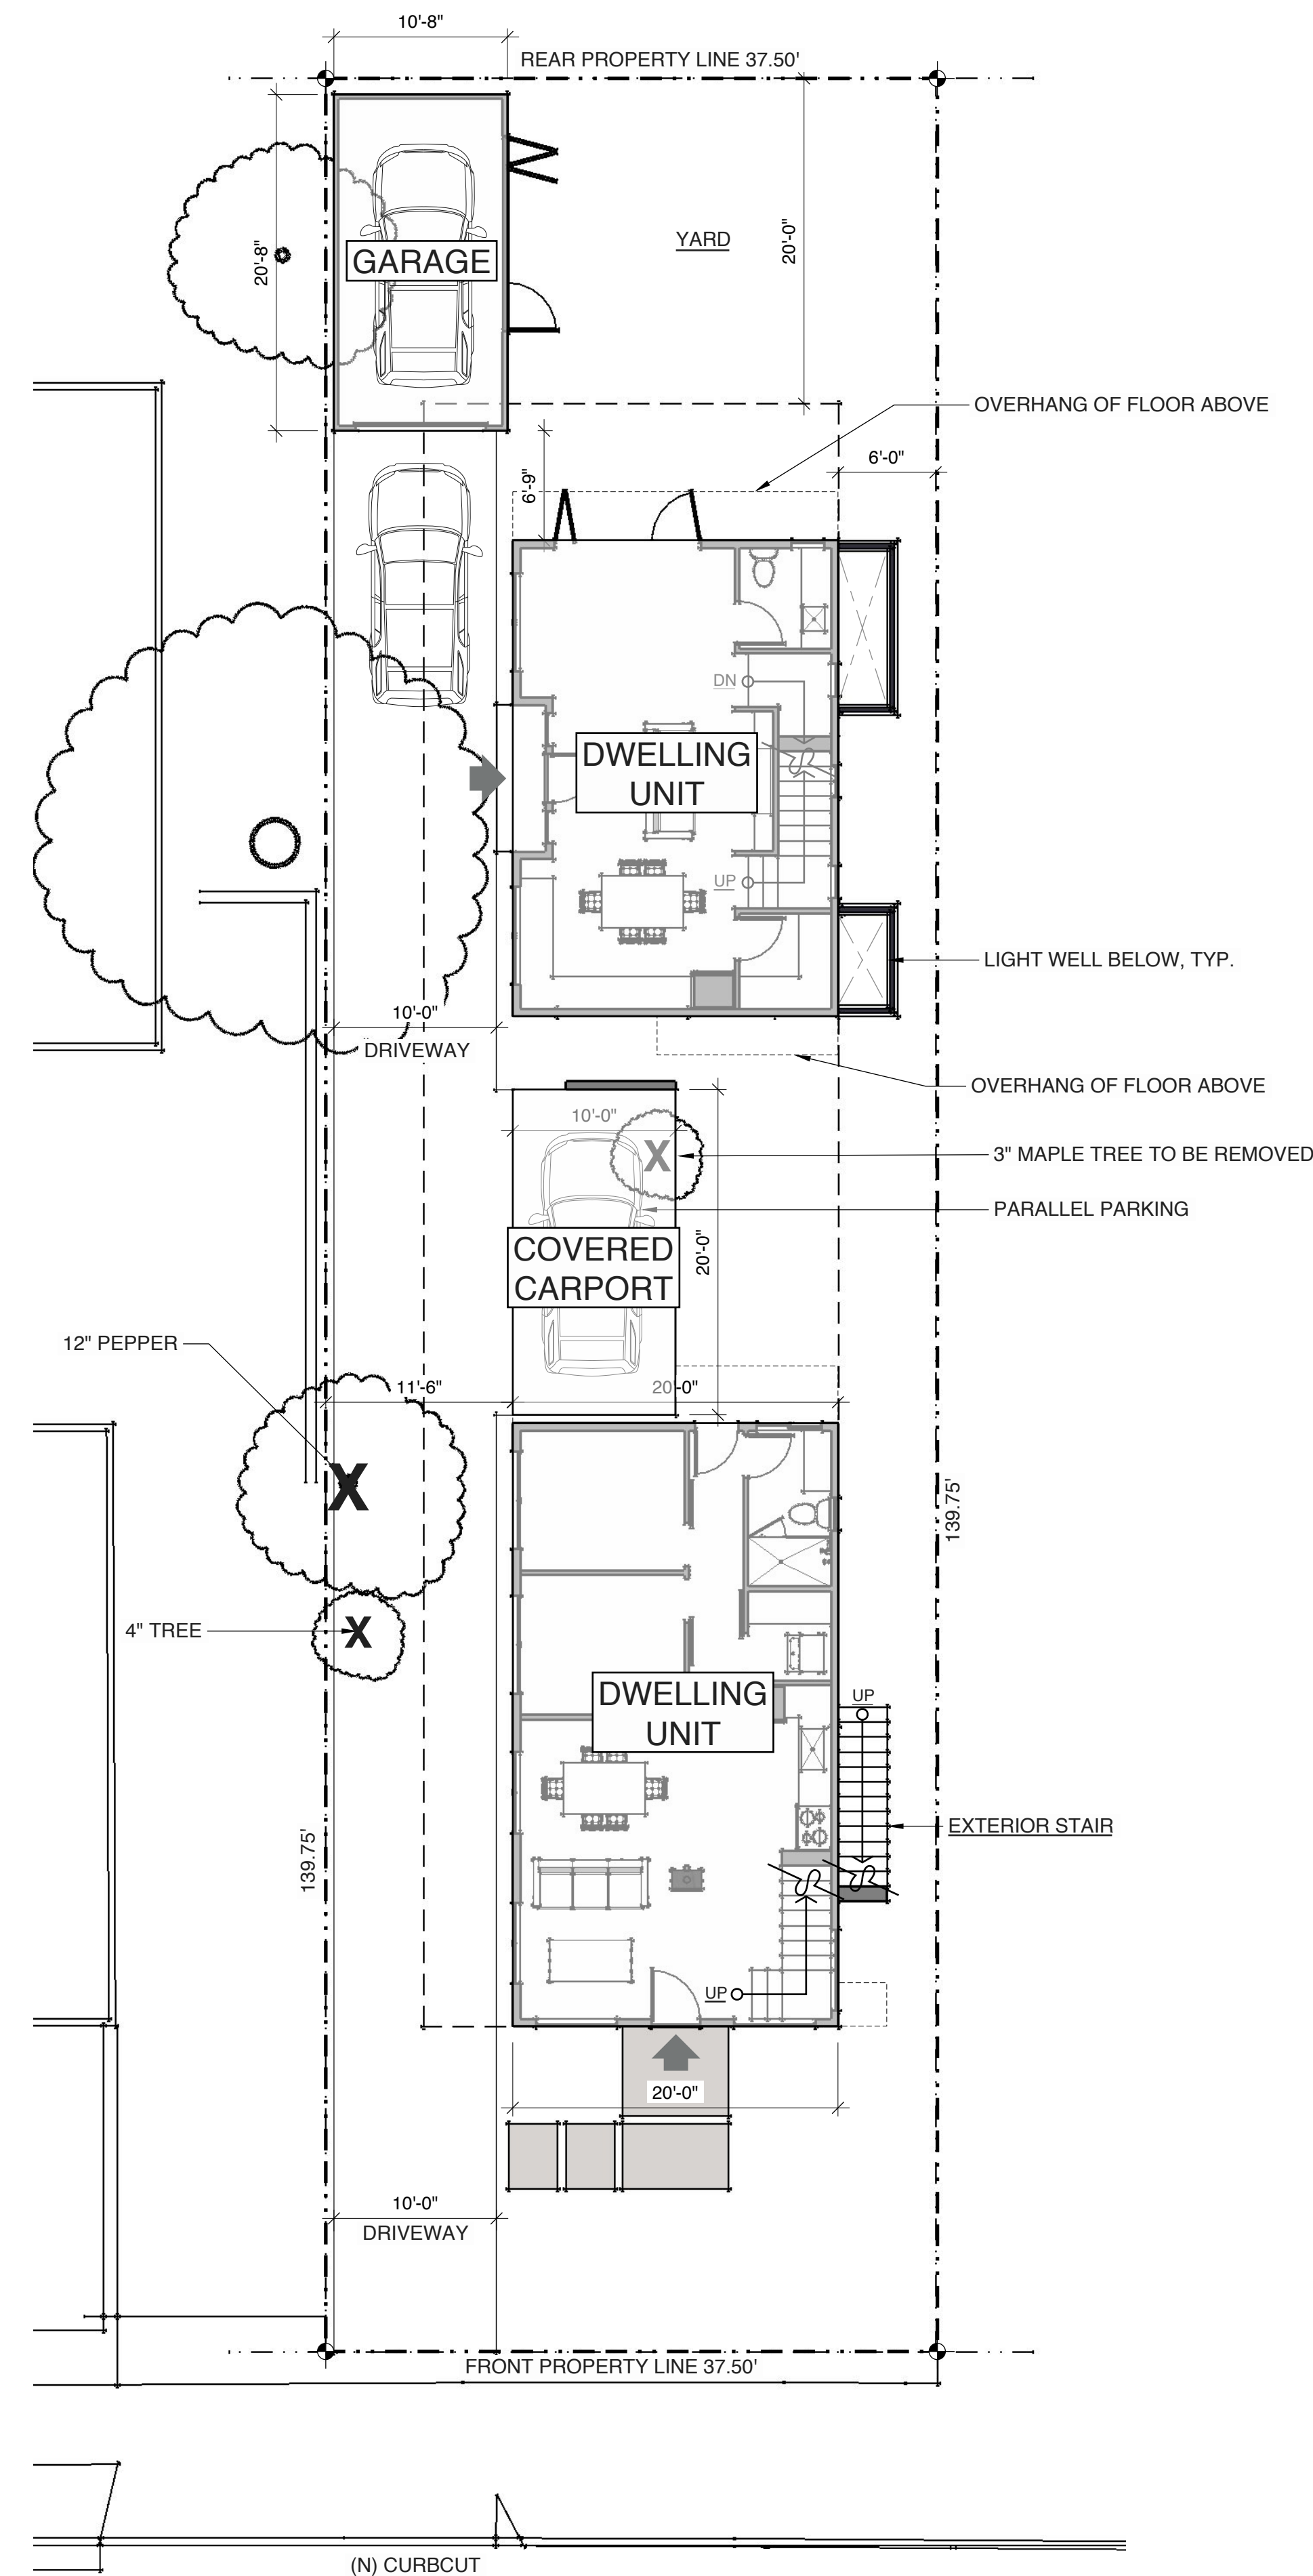 10'-8"
REAR PROPERTY LINE 37.50'
GARAGE
20'-8"
YARD
20'-0"
OVERHANG OF FLOOR ABOVE
6'-0"
6'-9"
DN
DWELLING
UNIT
UP
LIGHT WELL BELOW, TYP.
10'-0"
DRIVEWAY
OVERHANG OF FLOOR ABOVE
10'-0"
X
3" MAPLE TREE TO BE REMOVED
PARALLEL PARKING
COVERED
CARPORT
20'-0"
12" PEPPER
11'-6"
20'-0"
X
139.75'
4" TREE
X
DWELLING
UNIT
UP
EXTERIOR STAIR
139.75'
UP
20'-0"
10'-0"
DRIVEWAY
FRONT PROPERTY LINE 37.50'
(N) CURBCUT